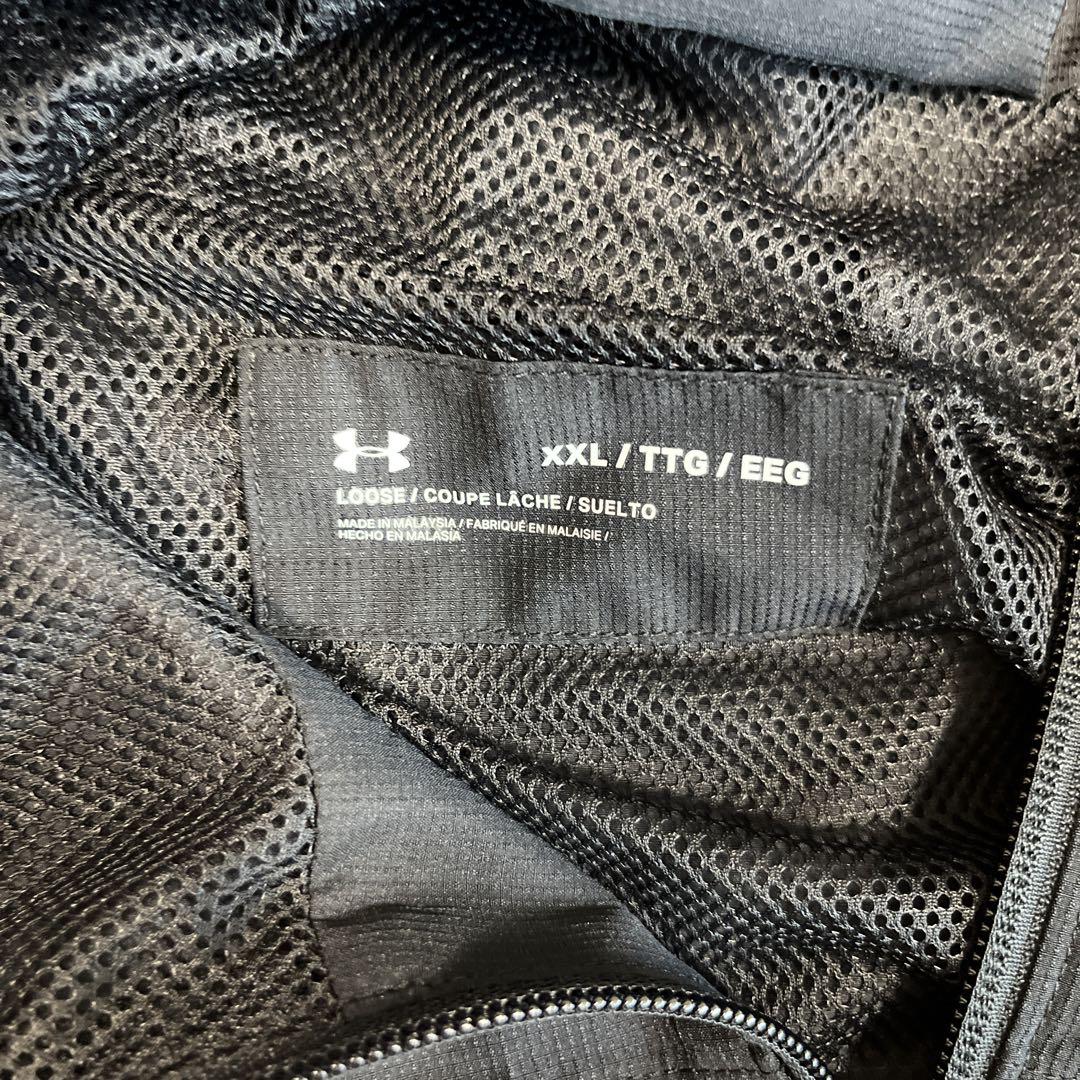 XXL / TTG / EEG
LOOSE / COUPE LÂCHE / SUELTO
MADE IN MALAYSIA / FABRIQUÉ EN MALAISIE /
HECHO EN MALASIA